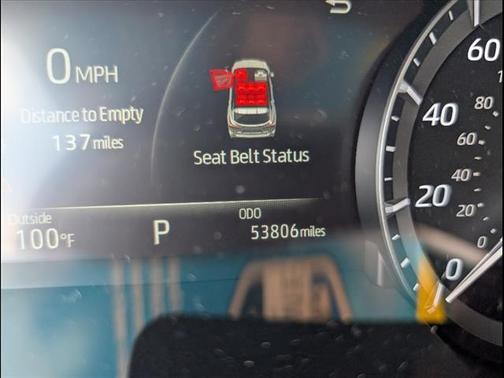 0 MPH
Distance to Empty
137 miles
Seat Belt Status
Outside
100°F
P
ODO
53806 miles
60
80
40
60
40
20
20
0
0